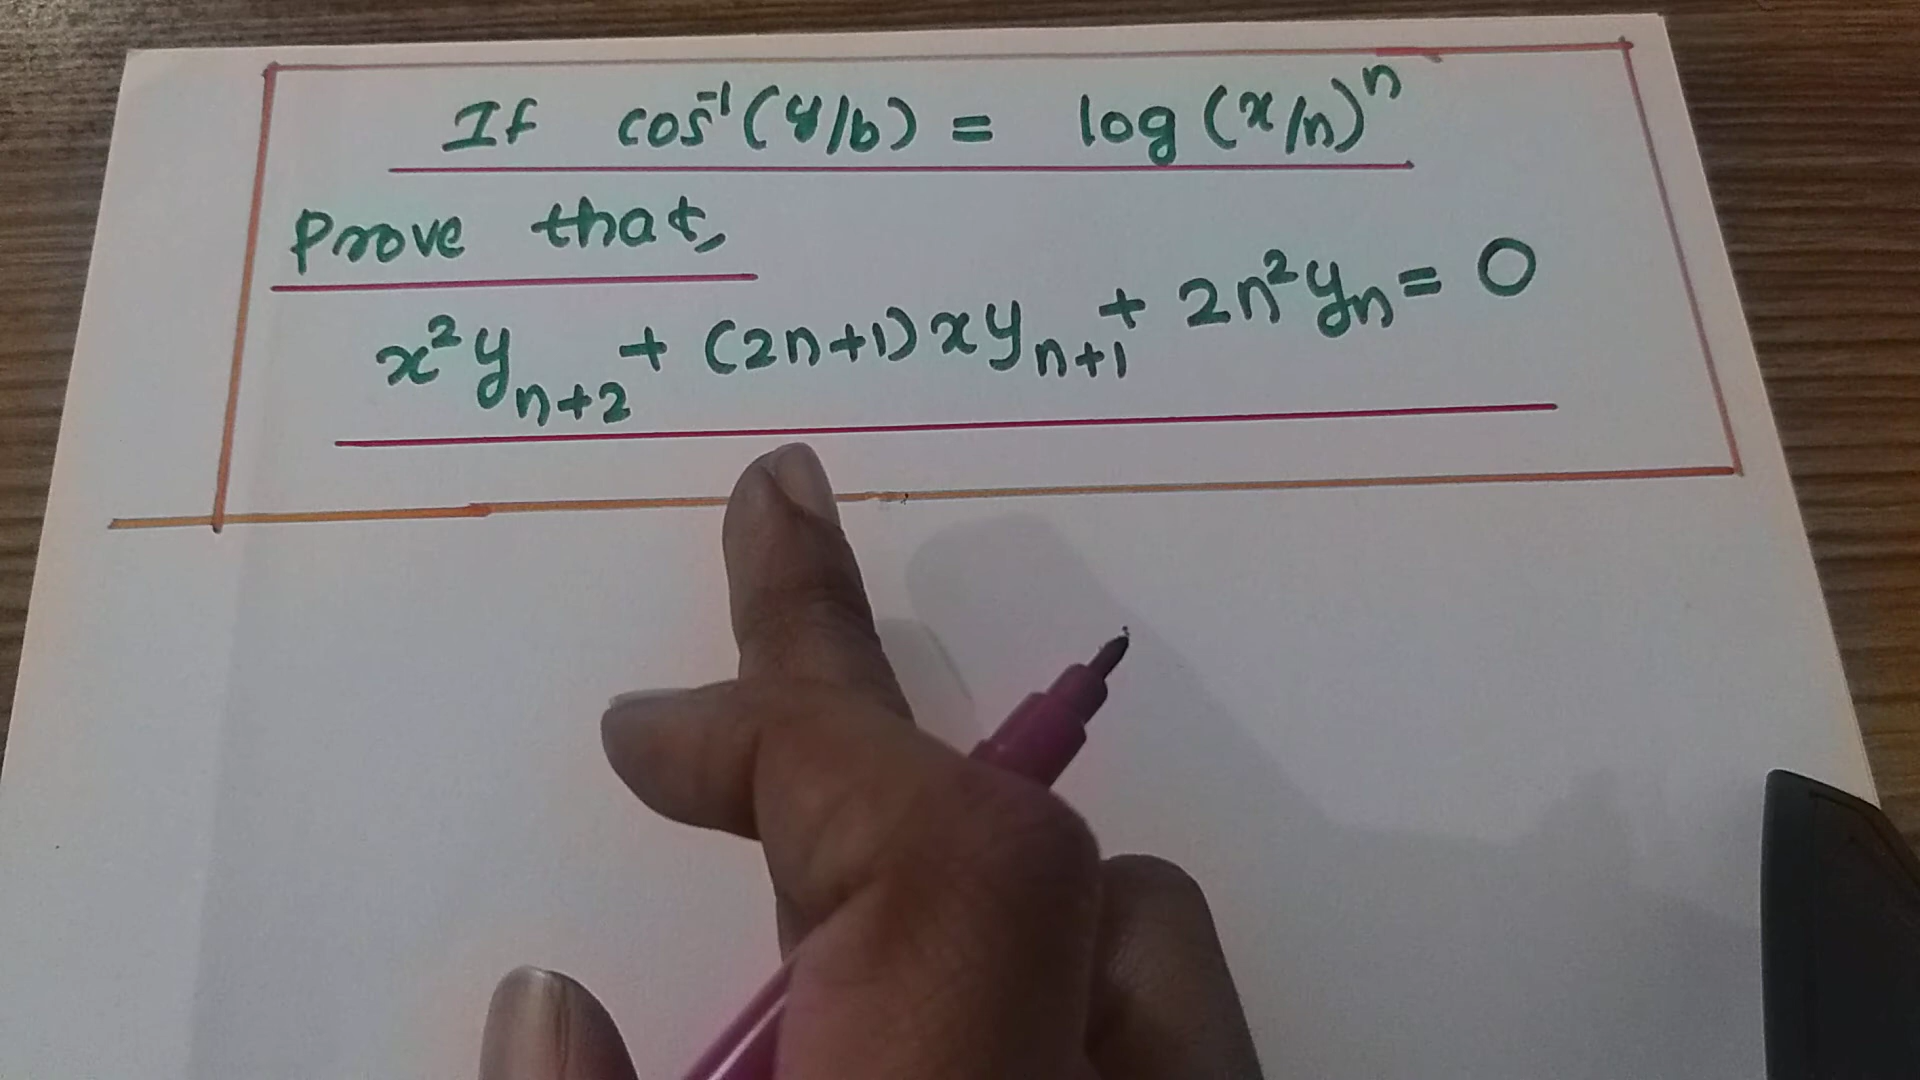 If cos⁻¹(y/b) = log(x/n)ⁿ
Prove that,
x²yₙ₊₂ + (2n+1)xyₙ₊₁ + 2n²yₙ = 0